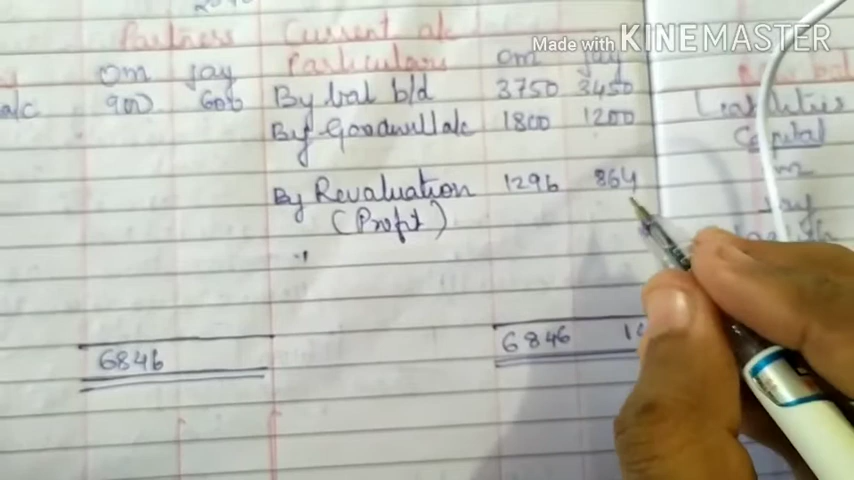 Made with KINEMASTER
Partners Current a/c
Om Jay Particulars Om Jay
a/c 900 600 By bal b/d 3750 3450
By Goodwill a/c 1800 1200
By Revaluation 1296 864
(Profit)
6846 6846
Liabilities
Capital
Jay